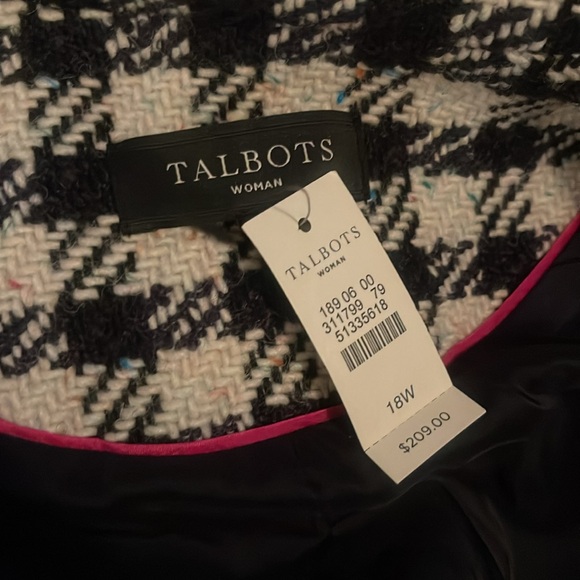 TALBOTS
WOMAN
TALBOTS
WOMAN
189 06 00
311799 79
51335618
18W
$209.00